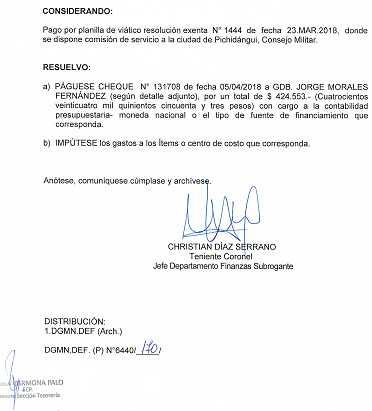 CONSIDERANDO:
Pago por planilla de viático resolución exenta N° 1444 de fecha 23.MAR.2018, donde
se dispone comisión de servicio a la ciudad de Pichidángui, Consejo Militar.
RESUELVO:
a) PÁGUESE CHEQUE N° 131708 de fecha 05/04/2018 a GDB. JORGE MORALES
FERNÁNDEZ (según detalle adjunto), por un total de $ 424.553.- (Cuatrocientos
veinticuatro mil quinientos cincuenta y tres pesos) con cargo a la contabilidad
presupuestaria- moneda nacional o el tipo de fuente de financiamiento que
corresponda.
b) IMPÚTESE los gastos a los Ítems o centro de costo que corresponda.
Anótese, comuníquese cúmplase y archívese.
CHRISTIAN DÍAZ SERRANO
Teniente Coronel
Jefe Departamento Finanzas Subrogante
DISTRIBUCIÓN:
1.DGMN.DEF (Arch.)
DGMN.DEF. (P) N°6440/ 170 /
CARMONA PALO
ECP.
Sección Tesorería